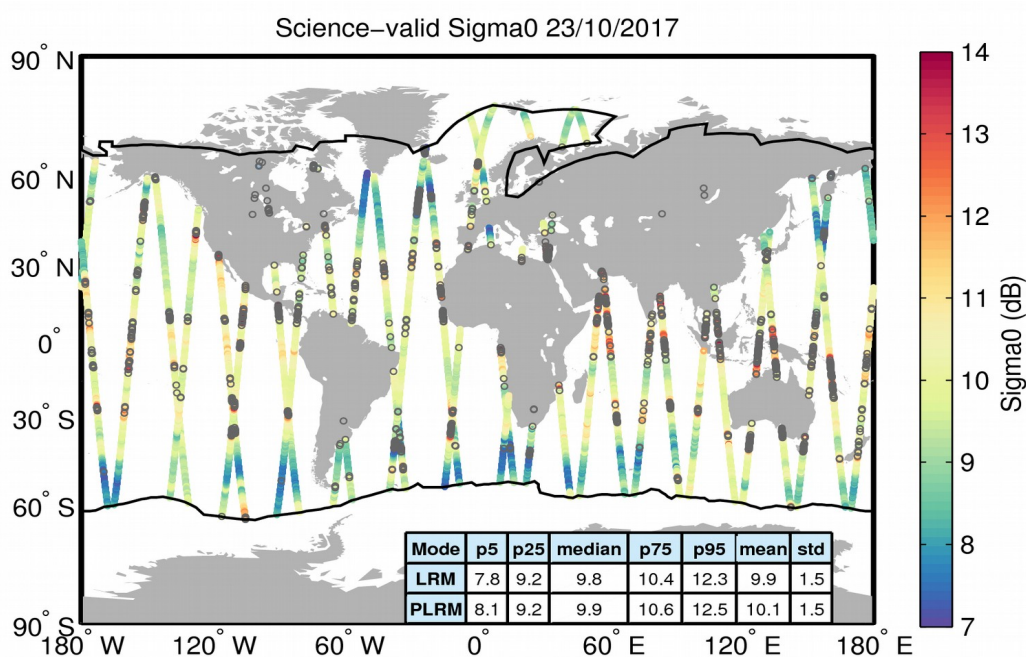 Science−valid Sigma0 23/10/2017
90° N
60° N
30° N
0°
30° S
60° S
90° S
180° W
120° W
60° W
0°
60° E
120° E
180° E
14
13
12
11
10
9
8
7
Sigma0 (dB)
Mode p5 p25 median p75 p95 mean std
LRM 7.8 9.2 9.8 10.4 12.3 9.9 1.5
PLRM 8.1 9.2 9.9 10.6 12.5 10.1 1.5